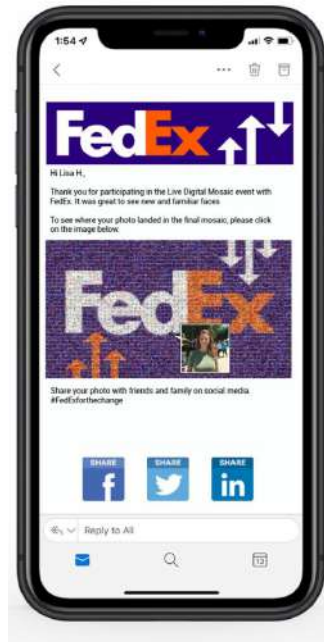 1:54
FedEx
Hi Lisa H.,
Thank you for participating in the Live Digital Mosaic event with
FedEx. It was great to see new and familiar faces
To see where your photo landed in the final mosaic, please click
on the image below.
FedEx
Share your photo with friends and family on social media.
#FedExforthechange
SHARE
f
SHARE
SHARE
in
Reply to All
12